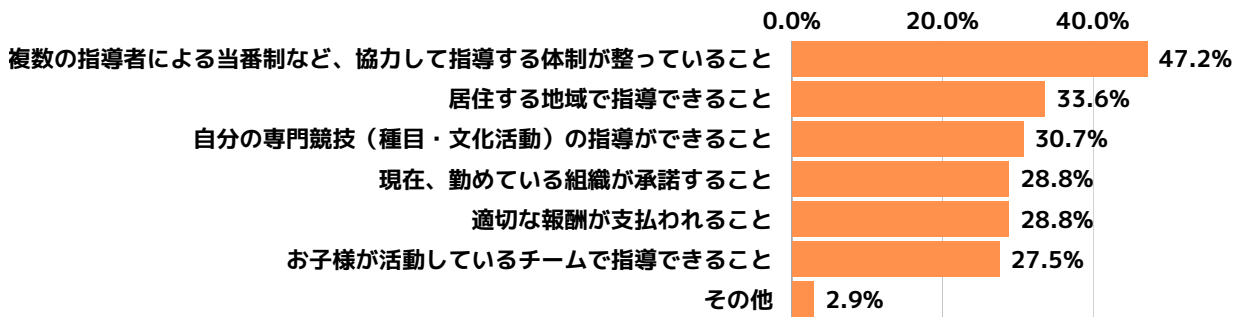 0.0% 20.0% 40.0%
複数の指導者による当番制など、協力して指導する体制が整っていること 47.2%
居住する地域で指導できること 33.6%
自分の専門競技（種目・文化活動）の指導ができること 30.7%
現在、勤めている組織が承諾すること 28.8%
適切な報酬が支払われること 28.8%
お子様が活動しているチームで指導できること 27.5%
その他 2.9%